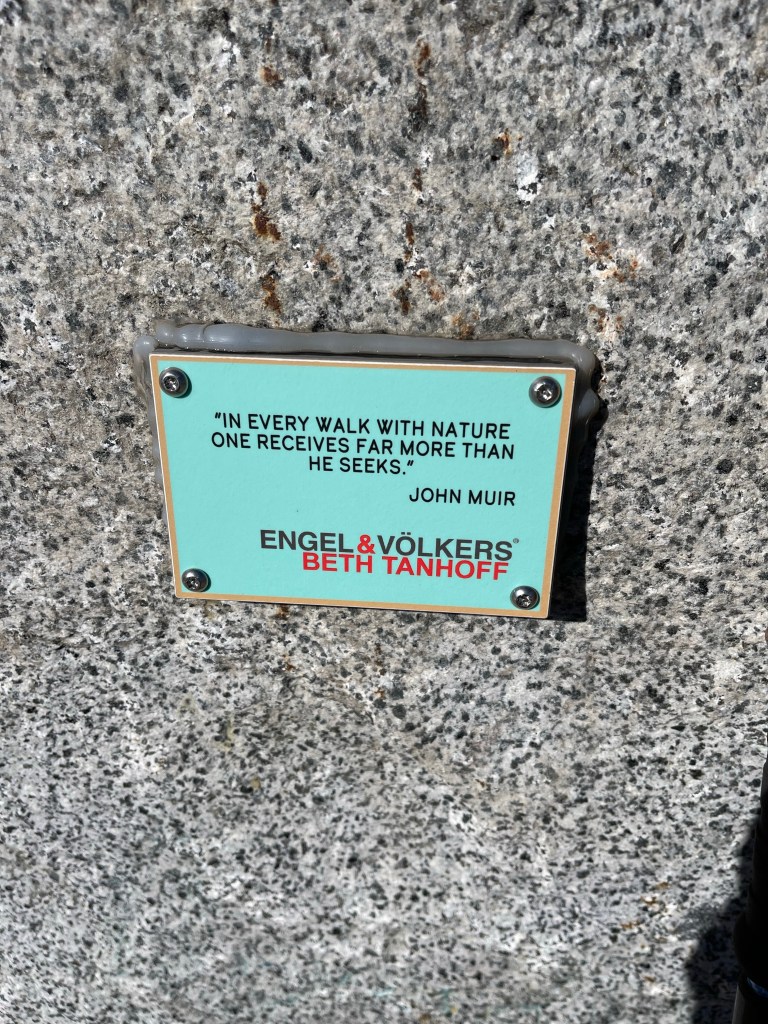 "IN EVERY WALK WITH NATURE
ONE RECEIVES FAR MORE THAN
HE SEEKS."
JOHN MUIR
ENGEL&VÖLKERS®
BETH TANHOFF